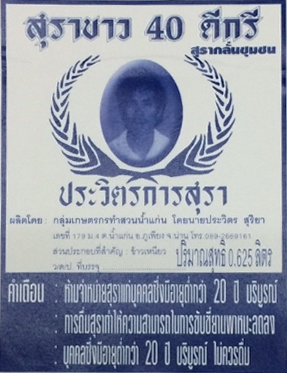 สุราขาว 40 ดีกรี
สุรากลั่นชุมชน
ประวิตรการสุรา
ผลิตโดย : กลุ่มเกษตรกรทำสวนน้ำแก่น โดยนายประวิตร สุริยา
เลขที่ 179 ม.4 ต.น้ำแก่น อ.ภูเพียง จ.น่าน โทร.089-2669161
ส่วนประกอบที่สำคัญ : ข้าวเหนียว
ปริมาณสุทธิ 0.625 ลิตร
ว/ด/ป. ที่บรรจุ
คำเตือน : ห้ามจำหน่ายสุราแก่บุคคลซึ่งมีอายุต่ำกว่า 20 ปี บริบูรณ์
: การดื่มสุราทำให้ความสามารถในการขับขี่ยานพาหนะลดลง
: บุคคลซึ่งมีอายุต่ำกว่า 20 ปี บริบูรณ์ ไม่ควรดื่ม